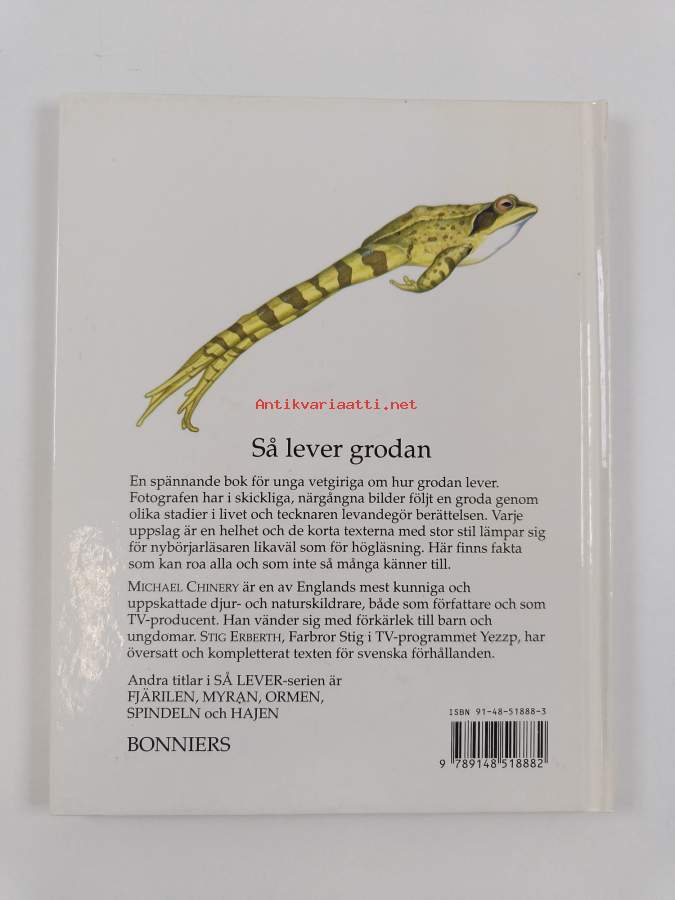 Antikvariaatti.net
Så lever grodan
En spännande bok för unga vetgiriga om hur grodan lever.
Fotografen har i skickliga, närgångna bilder följt en groda genom
olika stadier i livet och tecknaren levandegör berättelsen. Varje
uppslag är en helhet och de korta texterna med stor stil lämpar sig
för nybörjarläsaren likaväl som för högläsning. Här finns fakta
som kan roa alla och som inte så många känner till.
MICHAEL CHINERY är en av Englands mest kunniga och
uppskattade djur- och naturskildrare, både som författare och som
TV-producent. Han vänder sig med förkärlek till barn och
ungdomar. STIG ERBERTH, Farbror Stig i TV-programmet Yezzp, har
översatt och kompletterat texten för svenska förhållanden.
Andra titlar i SÅ LEVER-serien är
FJÄRILEN, MYRAN, ORMEN,
SPINDELN och HAJEN
BONNIERS
ISBN 91-48-51888-3
9 789148 518882